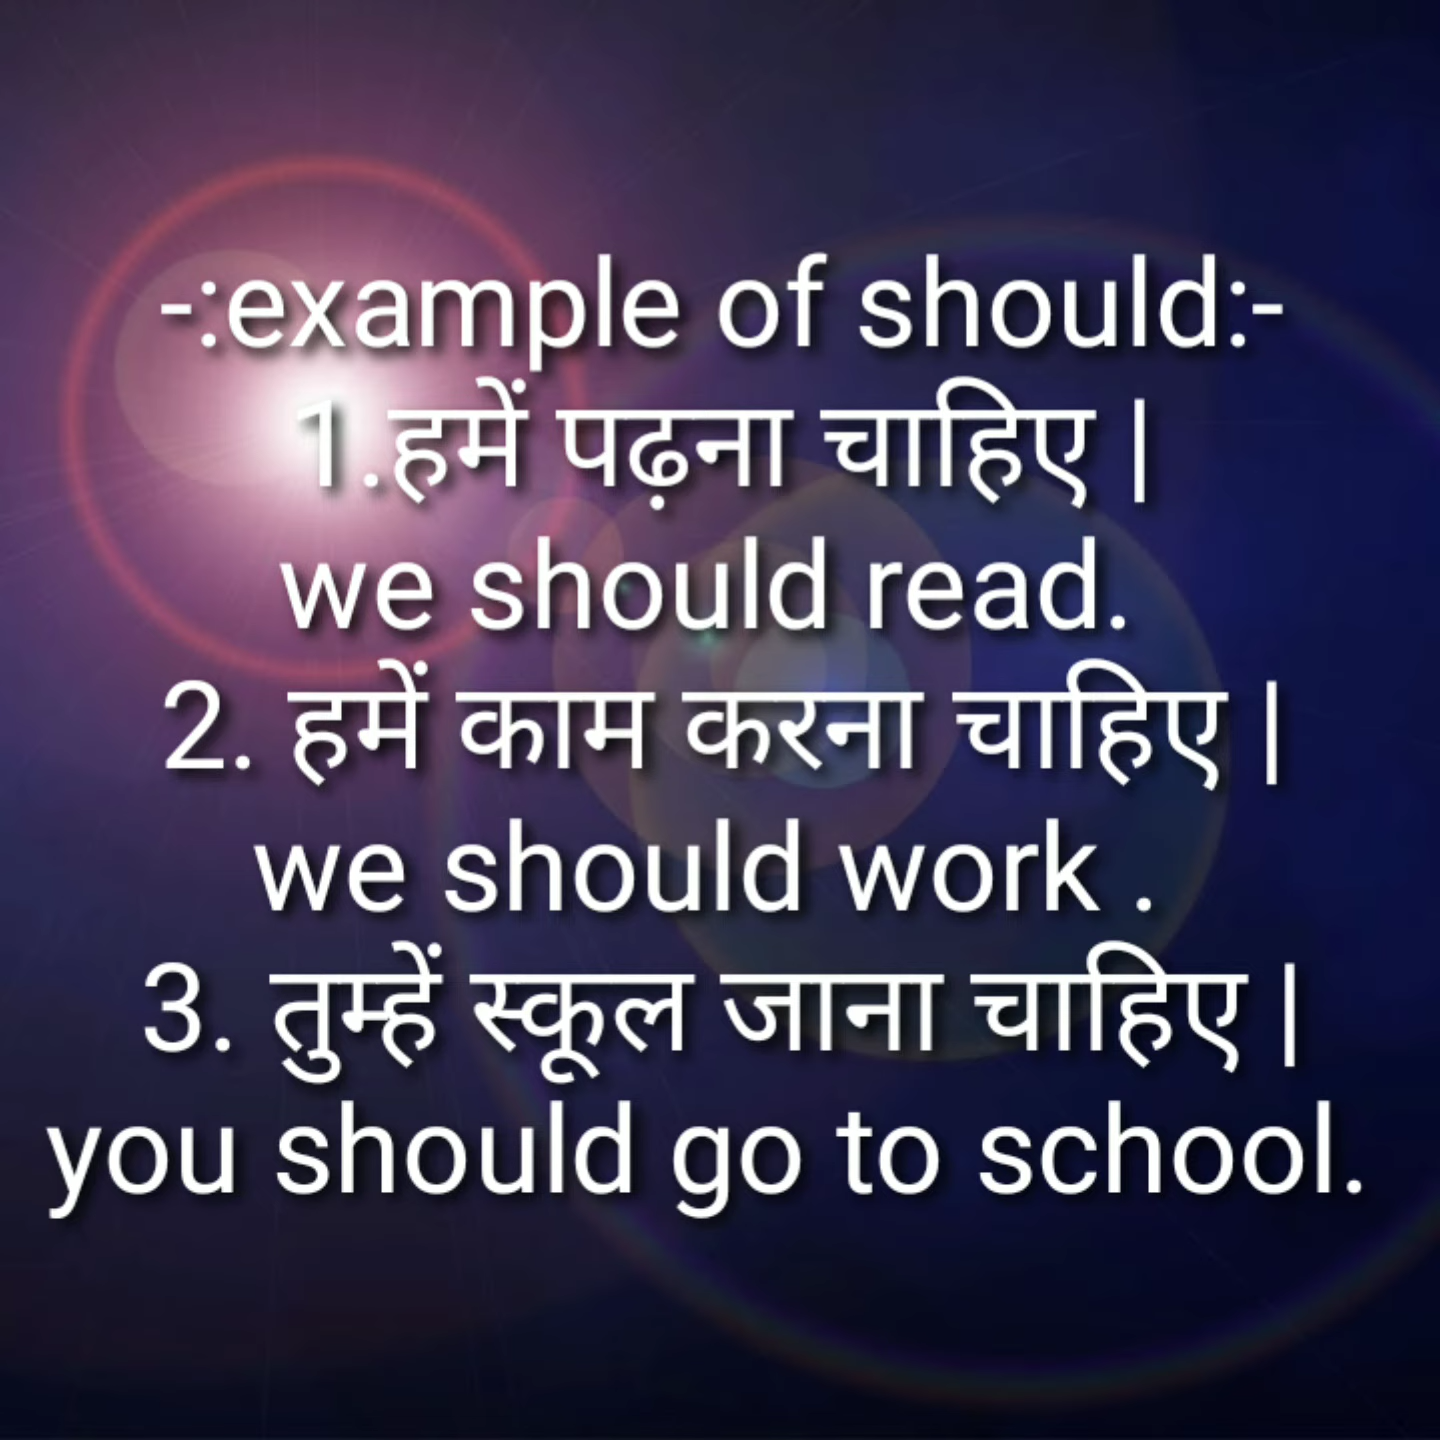 -:example of should:-
1.हमें पढ़ना चाहिए |
we should read.
2. हमें काम करना चाहिए |
we should work .
3. तुम्हें स्कूल जाना चाहिए |
you should go to school.